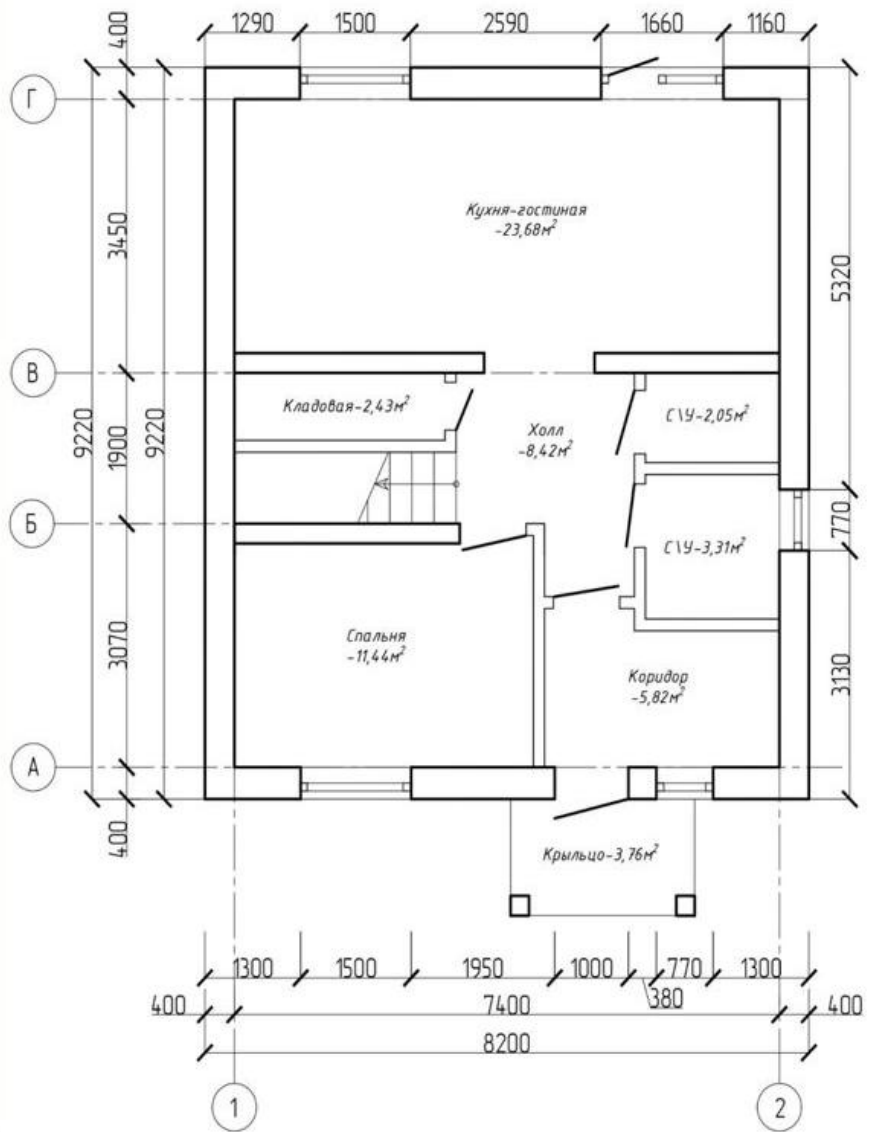 1290 1500 2590 1660 1160
400
Г
3450
Кухня-гостиная
-23,68м²
5320
В
9220
1900
9220
Кладовая-2,43м²
Холл
-8,42м²
С\У-2,05м²
Б
770
С\У-3,31м²
3070
Спальня
-11,44м²
Коридор
-5,82м²
3130
А
400
Крыльцо-3,76м²
1300 1500 1950 1000 770 1300
380
400 7400 400
8200
1 2